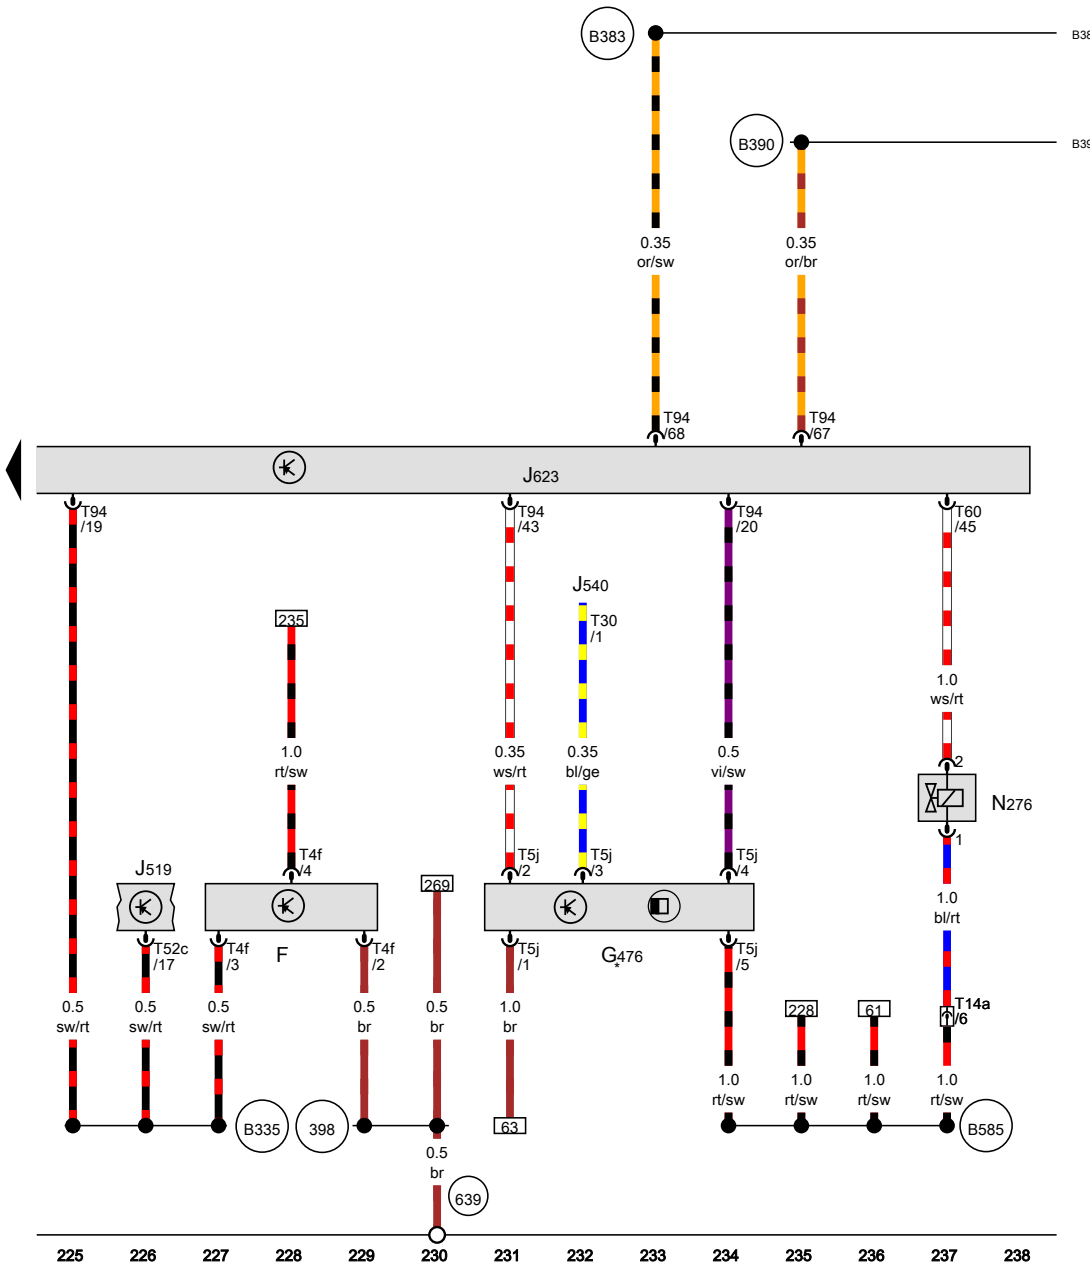 B383
B38
B390
B39
0.35
or/sw
0.35
or/br
T94
/68
T94
/67
J623
T94
/19
T94
/43
T94
/20
T60
/45
J540
T30
/1
235
1.0
rt/sw
0.35
ws/rt
0.35
bl/ge
0.5
vi/sw
1.0
ws/rt
2
N276
1
J519
T4f
/4
269
T5j
/2
T5j
/3
T5j
/4
1.0
bl/rt
T52c
/17
T4f
/3
F
T4f
/2
T5j
/1
G476
*
T5j
/5
T14a
/6
0.5
sw/rt
0.5
sw/rt
0.5
sw/rt
0.5
br
0.5
br
1.0
br
228
61
1.0
rt/sw
1.0
rt/sw
1.0
rt/sw
1.0
rt/sw
B335
398
63
B585
0.5
br
639
225 226 227 228 229 230 231 232 233 234 235 236 237 238